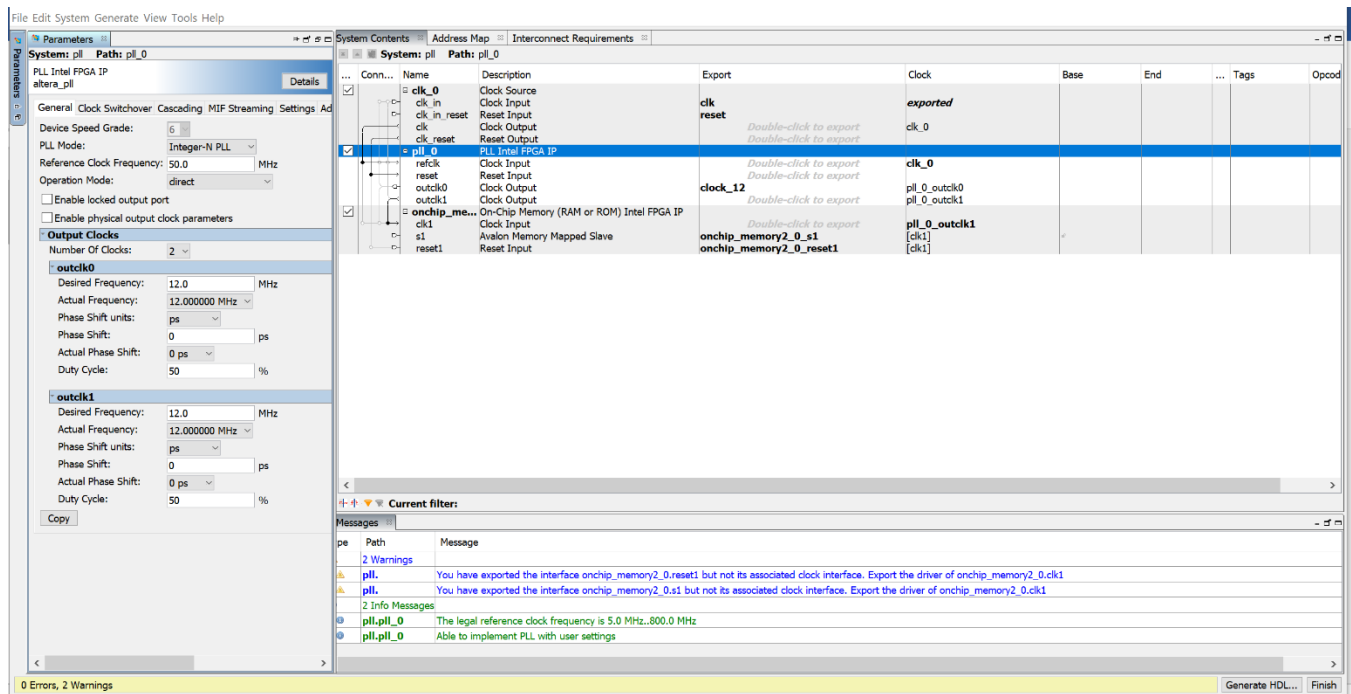 File Edit System Generate View Tools Help
Parameters
System: pll Path: pll_0
PLL Intel FPGA IP
altera_pll
Details
General Clock Switchover Cascading MIF Streaming Settings Ad
Device Speed Grade: 6
PLL Mode: Integer-N PLL
Reference Clock Frequency: 50.0 MHz
Operation Mode: direct
Enable locked output port
Enable physical output clock parameters
Output Clocks
Number Of Clocks: 2
outclk0
Desired Frequency: 12.0 MHz
Actual Frequency: 12.000000 MHz
Phase Shift units: ps
Phase Shift: 0 ps
Actual Phase Shift: 0 ps
Duty Cycle: 50 %
outclk1
Desired Frequency: 12.0 MHz
Actual Frequency: 12.000000 MHz
Phase Shift units: ps
Phase Shift: 0 ps
Actual Phase Shift: 0 ps
Duty Cycle: 50 %
Copy
Parameters
System Contents Address Map Interconnect Requirements
System: pll Path: pll_0
... Conn... Name Description Export Clock Base End ... Tags Opcod
clk_0 Clock Source
clk_in Clock Input clk exported
clk_in_reset Reset Input reset
clk Clock Output Double-click to export clk_0
clk_reset Reset Output Double-click to export
pll_0 PLL Intel FPGA IP
refclk Clock Input Double-click to export clk_0
reset Reset Input Double-click to export
outclk0 Clock Output clock_12 pll_0_outclk0
outclk1 Clock Output Double-click to export pll_0_outclk1
onchip_me... On-Chip Memory (RAM or ROM) Intel FPGA IP
clk1 Clock Input Double-click to export pll_0_outclk1
s1 Avalon Memory Mapped Slave onchip_memory2_0_s1 [clk1]
reset1 Reset Input onchip_memory2_0_reset1 [clk1]
Current filter:
Messages
pe Path Message
2 Warnings
pll. You have exported the interface onchip_memory2_0.reset1 but not its associated clock interface. Export the driver of onchip_memory2_0.clk1
pll. You have exported the interface onchip_memory2_0.s1 but not its associated clock interface. Export the driver of onchip_memory2_0.clk1
2 Info Messages
pll.pll_0 The legal reference clock frequency is 5.0 MHz..800.0 MHz
pll.pll_0 Able to implement PLL with user settings
0 Errors, 2 Warnings
Generate HDL... Finish